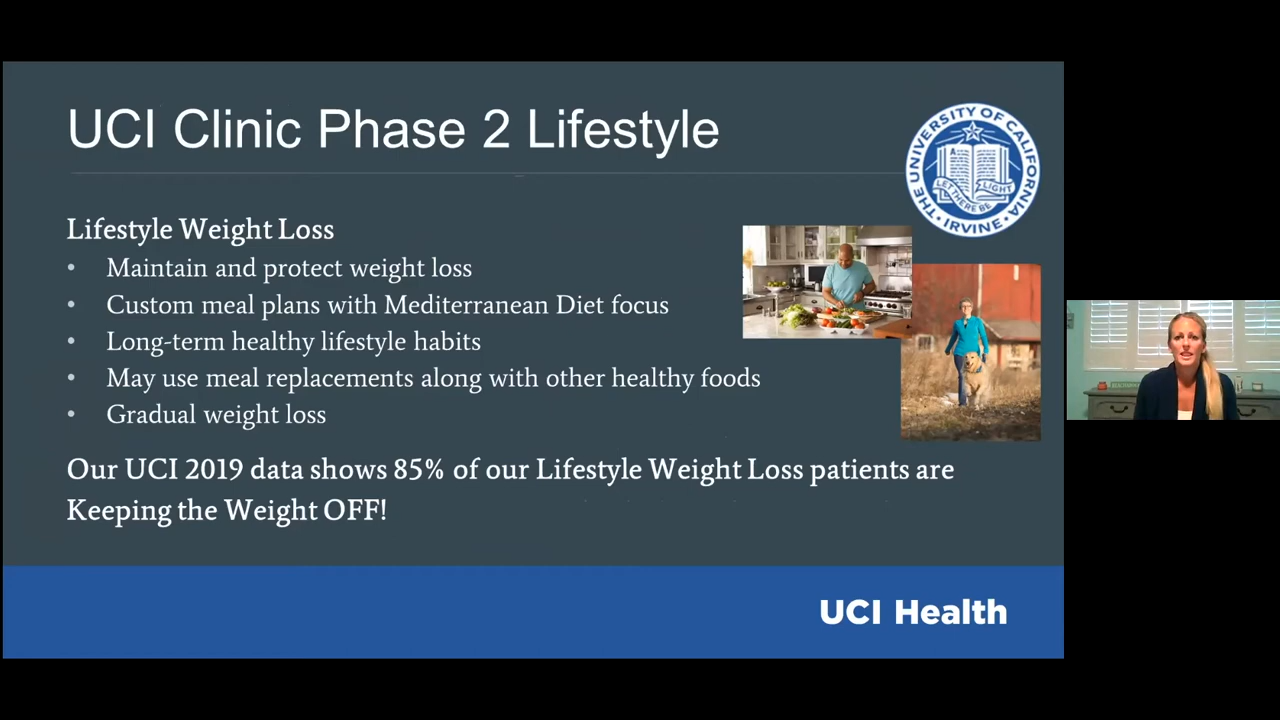 UCI Clinic Phase 2 Lifestyle
THE UNIVERSITY OF CALIFORNIA
LET THERE BE LIGHT
• IRVINE •
Lifestyle Weight Loss
• Maintain and protect weight loss
• Custom meal plans with Mediterranean Diet focus
• Long-term healthy lifestyle habits
• May use meal replacements along with other healthy foods
• Gradual weight loss
Our UCI 2019 data shows 85% of our Lifestyle Weight Loss patients are
Keeping the Weight OFF!
UCI Health